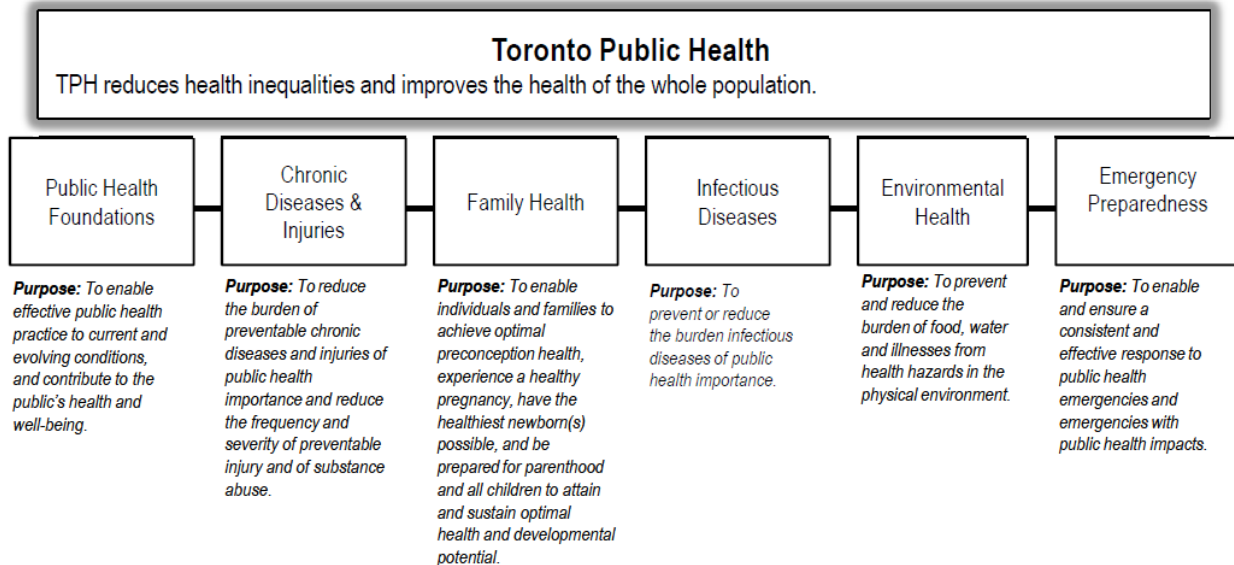 Toronto Public Health
TPH reduces health inequalities and improves the health of the whole population.
Public Health
Foundations
Purpose: To enable
effective public health
practice to current and
evolving conditions,
and contribute to the
public's health and
well-being.
Chronic
Diseases &
Injuries
Purpose: To reduce
the burden of
preventable chronic
diseases and injuries of
public health
importance and reduce
the frequency and
severity of preventable
injury and of substance
abuse.
Family Health
Purpose: To enable
individuals and families to
achieve optimal
preconception health,
experience a healthy
pregnancy, have the
healthiest newborn(s)
possible, and be
prepared for parenthood
and all children to attain
and sustain optimal
health and developmental
potential.
Infectious
Diseases
Purpose: To
prevent or reduce
the burden infectious
diseases of public
health importance.
Environmental
Health
Purpose: To prevent
and reduce the
burden of food, water
and illnesses from
health hazards in the
physical environment.
Emergency
Preparedness
Purpose: To enable
and ensure a
consistent and
effective response to
public health
emergencies and
emergencies with
public health impacts.